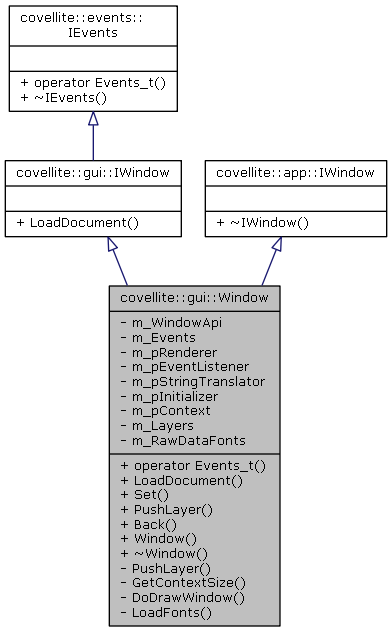 covellite::events::
IEvents
+ operator Events_t()
+ ~IEvents()
covellite::gui::IWindow
+ LoadDocument()
covellite::app::IWindow
+ ~IWindow()
covellite::gui::Window
- m_WindowApi
- m_Events
- m_pRenderer
- m_pEventListener
- m_pStringTranslator
- m_pInitializer
- m_pContext
- m_Layers
- m_RawDataFonts
+ operator Events_t()
+ LoadDocument()
+ Set()
+ PushLayer()
+ Back()
+ Window()
+ ~Window()
- PushLayer()
- GetContextSize()
- DoDrawWindow()
- LoadFonts()